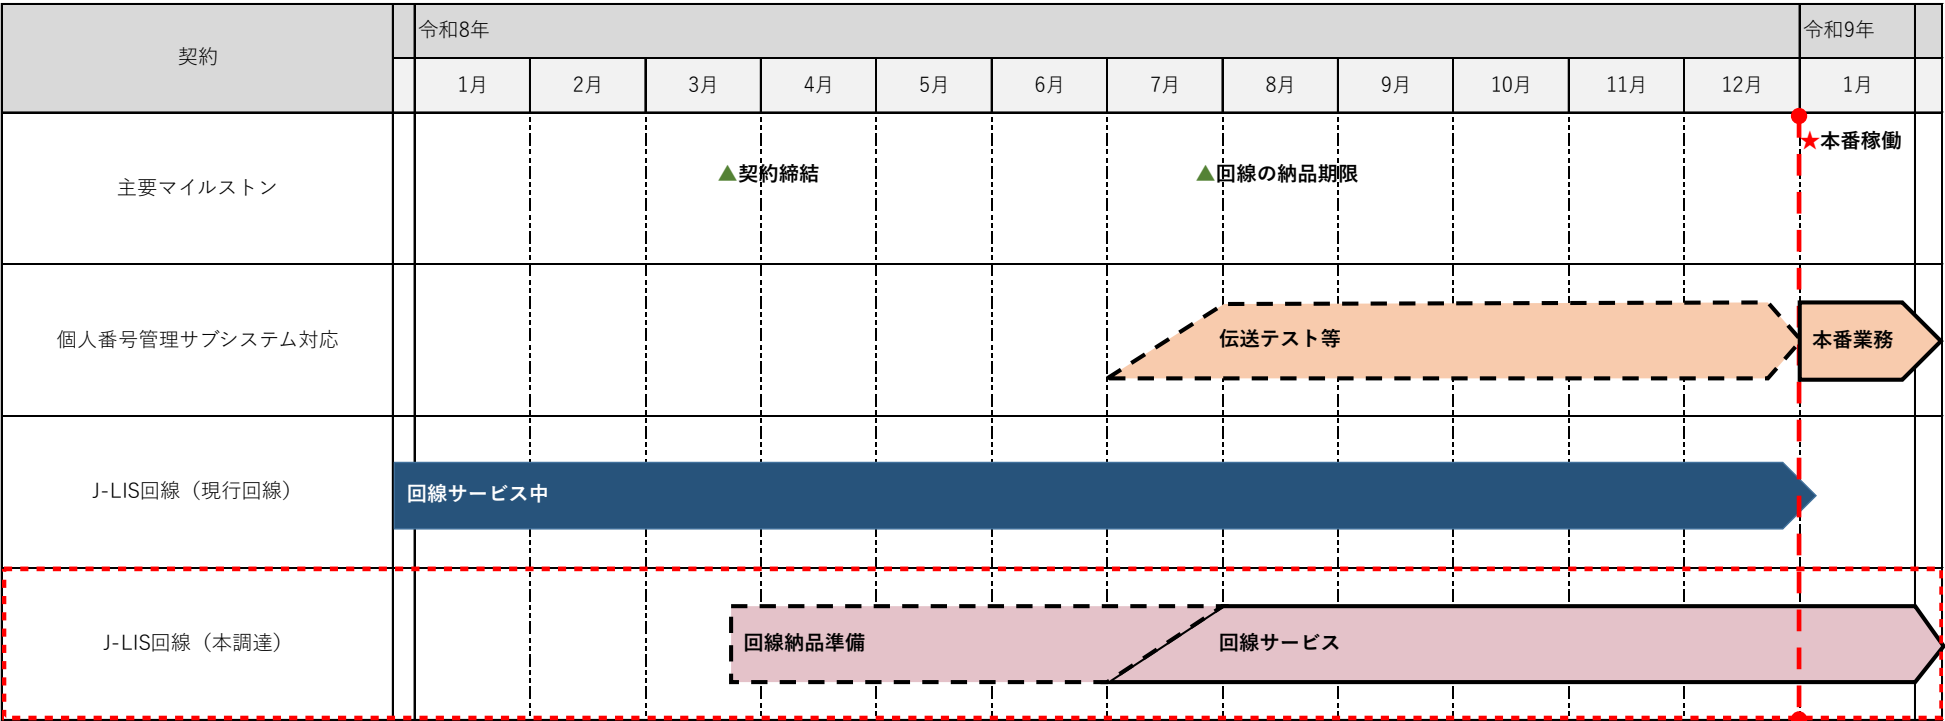 契約
令和8年
令和9年
1月
2月
3月
4月
5月
6月
7月
8月
9月
10月
11月
12月
1月
主要マイルストン
▲契約締結
▲回線の納品期限
★本番稼働
個人番号管理サブシステム対応
伝送テスト等
本番業務
J-LIS回線（現行回線）
回線サービス中
J-LIS回線（本調達）
回線納品準備
回線サービス